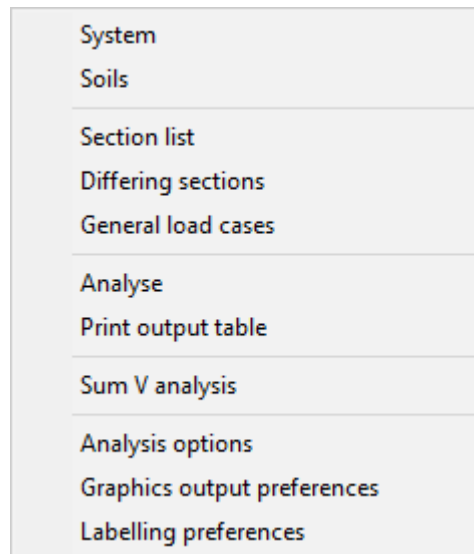 System
Soils
Section list
Differing sections
General load cases
Analyse
Print output table
Sum V analysis
Analysis options
Graphics output preferences
Labelling preferences